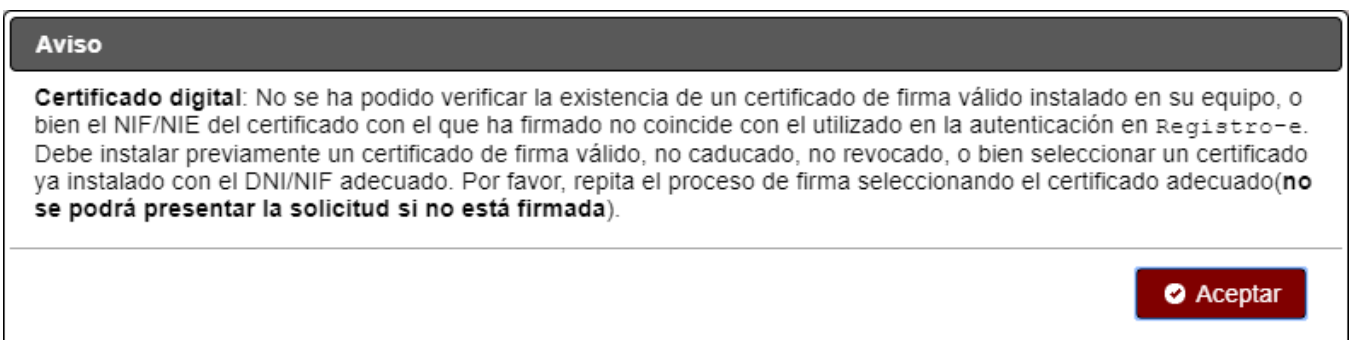 Aviso
Certificado digital: No se ha podido verificar la existencia de un certificado de firma válido instalado en su equipo, o
bien el NIF/NIE del certificado con el que ha firmado no coincide con el utilizado en la autenticación en Registro-e.
Debe instalar previamente un certificado de firma válido, no caducado, no revocado, o bien seleccionar un certificado
ya instalado con el DNI/NIF adecuado. Por favor, repita el proceso de firma seleccionando el certificado adecuado(no
se podrá presentar la solicitud si no está firmada).
Aceptar